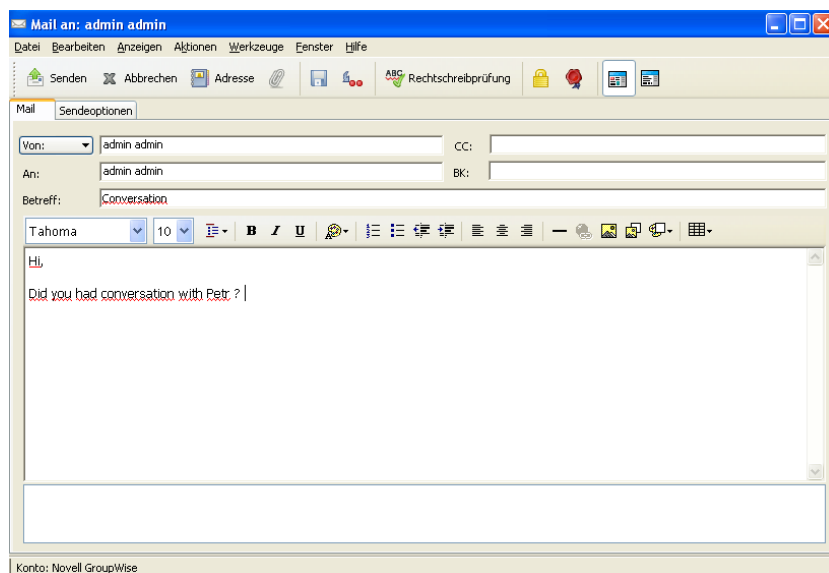 Mail an: admin admin
Datei Bearbeiten Anzeigen Aktionen Werkzeuge Fenster Hilfe
Senden Abbrechen Adresse ABC Rechtschreibprüfung
Mail Sendeoptionen
Von: admin admin CC:
An: admin admin BK:
Betreff: Conversation
Tahoma 10 B I U
Hi,
Did you had conversation with Petr ?
Konto: Novell GroupWise